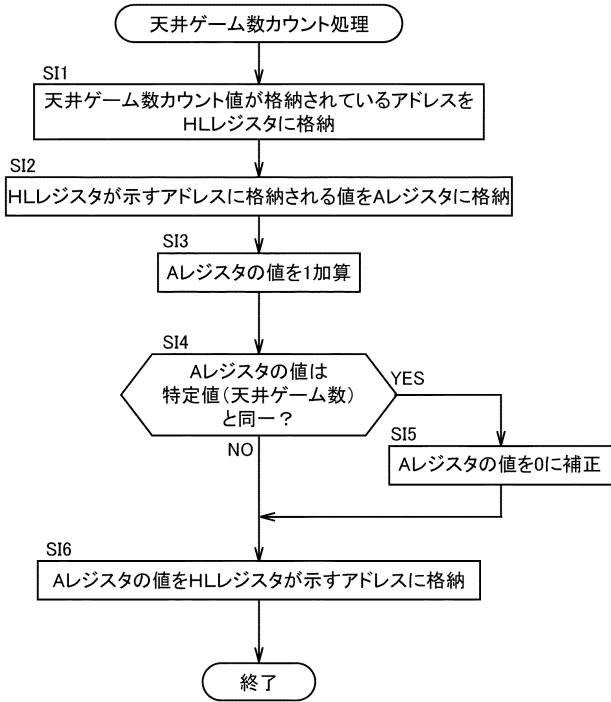 天井ゲーム数カウント処理
SI1
天井ゲーム数カウント値が格納されているアドレスを
HLレジスタに格納
SI2
HLレジスタが示すアドレスに格納される値をAレジスタに格納
SI3
Aレジスタの値を1加算
SI4
Aレジスタの値は
特定値(天井ゲーム数)
と同一?
YES
NO
SI5
Aレジスタの値を0に補正
SI6
Aレジスタの値をHLレジスタが示すアドレスに格納
終了